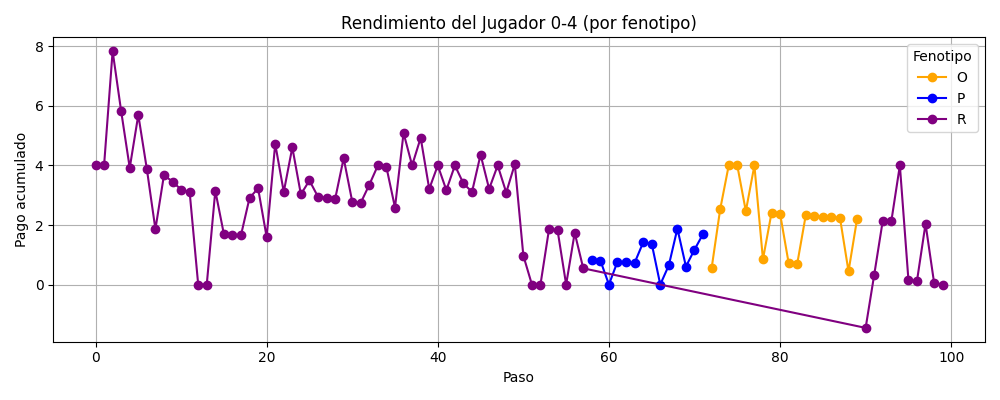 Rendimiento del Jugador 0-4 (por fenotipo)
Pago acumulado
8
6
4
2
0
Fenotipo
O
P
R
0 20 40 60 80 100
Paso